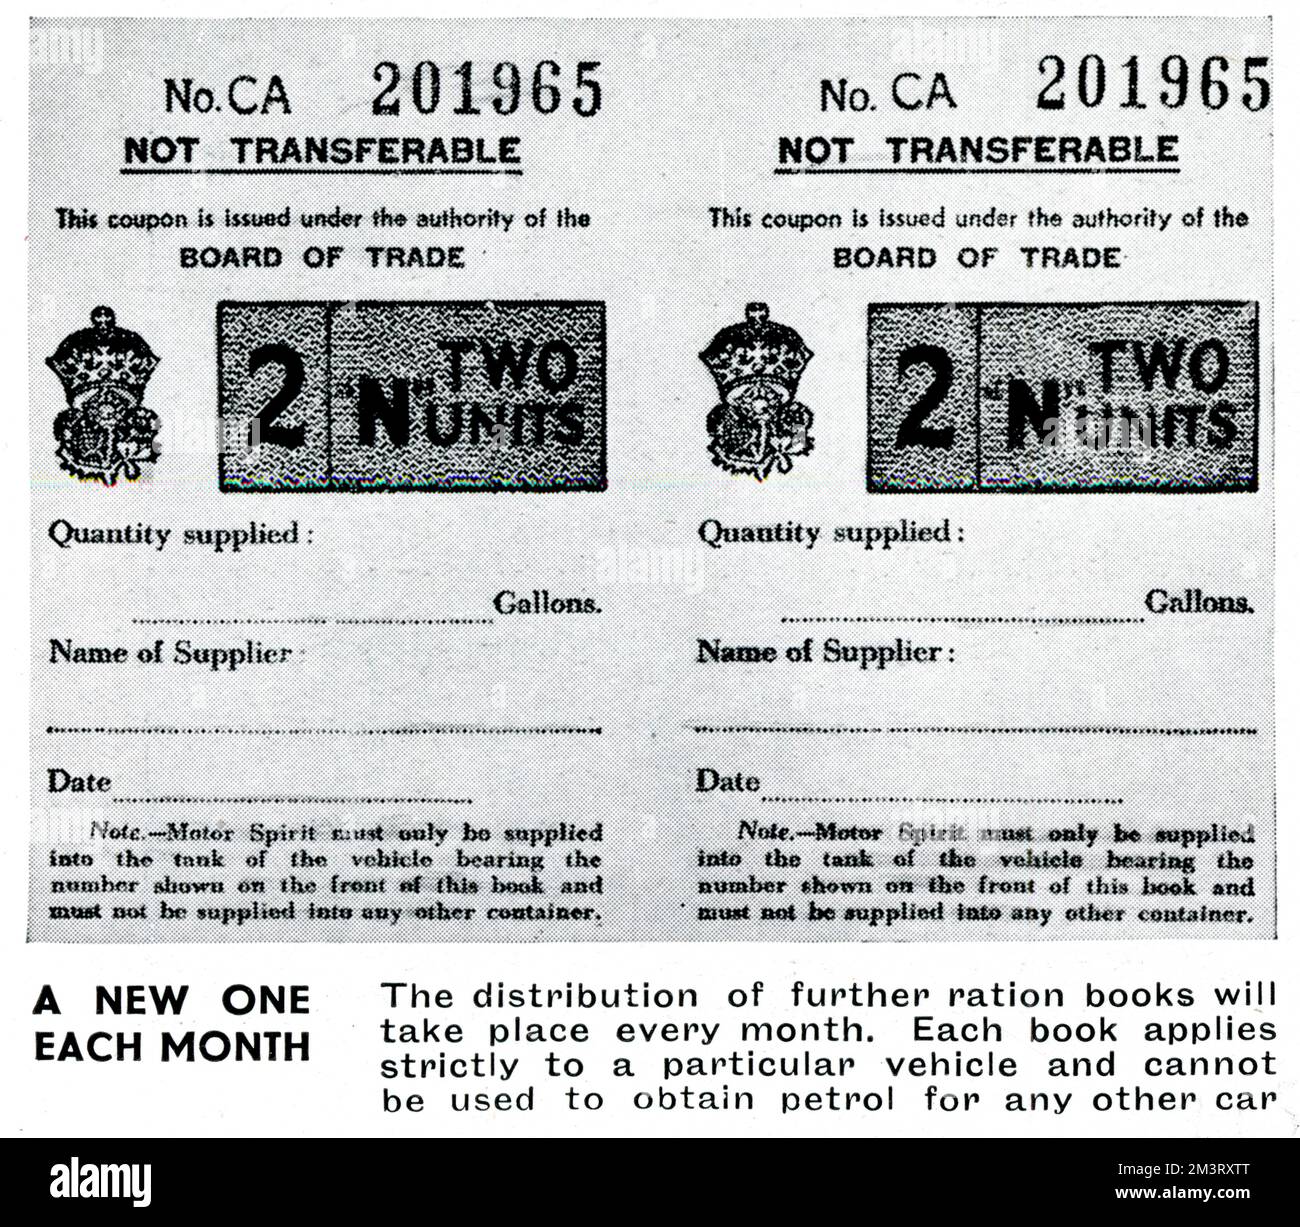 No. CA 201965
NOT TRANSFERABLE
This coupon is issued under the authority of the
BOARD OF TRADE
2 "N" TWO UNITS
Quantity supplied :
Gallons.
Name of Supplier :
Date
Note.—Motor Spirit must only be supplied
into the tank of the vehicle bearing the
number shown on the front of this book and
must not be supplied into any other container.
No. CA 201965
NOT TRANSFERABLE
This coupon is issued under the authority of the
BOARD OF TRADE
2 "N" TWO UNITS
Quantity supplied :
Gallons.
Name of Supplier :
Date
Note.—Motor Spirit must only be supplied
into the tank of the vehicle bearing the
number shown on the front of this book and
must not be supplied into any other container.
A NEW ONE
EACH MONTH
The distribution of further ration books will
take place every month. Each book applies
strictly to a particular vehicle and cannot
be used to obtain petrol for any other car
alamy
Image ID: 2M3RXTT
www.alamy.com